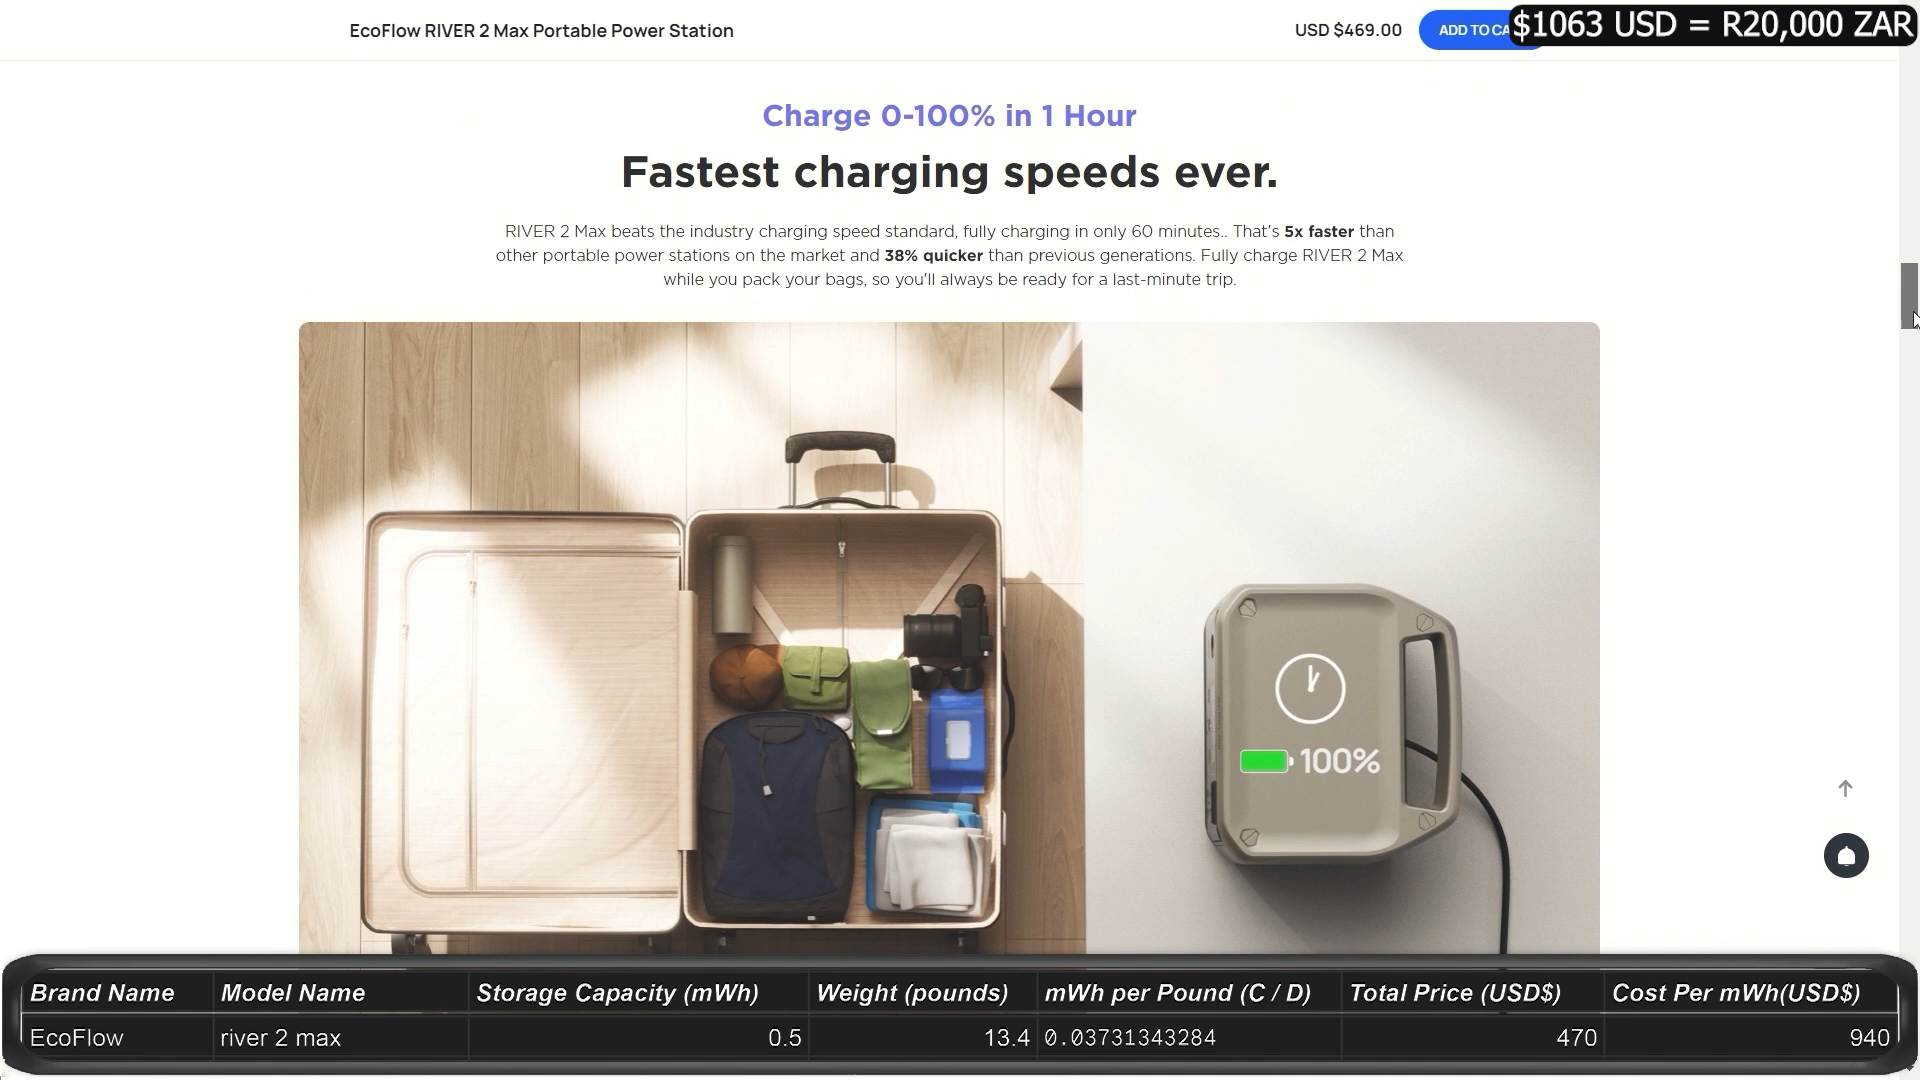 EcoFlow RIVER 2 Max Portable Power Station
USD $469.00
ADD TO
$1063 USD = R20,000 ZAR
Charge 0-100% in 1 Hour
Fastest charging speeds ever.
RIVER 2 Max beats the industry charging speed standard, fully charging in only 60 minutes.. That's 5x faster than
other portable power stations on the market and 38% quicker than previous generations. Fully charge RIVER 2 Max
while you pack your bags, so you'll always be ready for a last-minute trip.
100%
Brand Name Model Name Storage Capacity (mWh) Weight (pounds) mWh per Pound (C / D) Total Price (USD$) Cost Per mWh(USD$)
EcoFlow river 2 max 0.5 13.4 0.03731343284 470 940